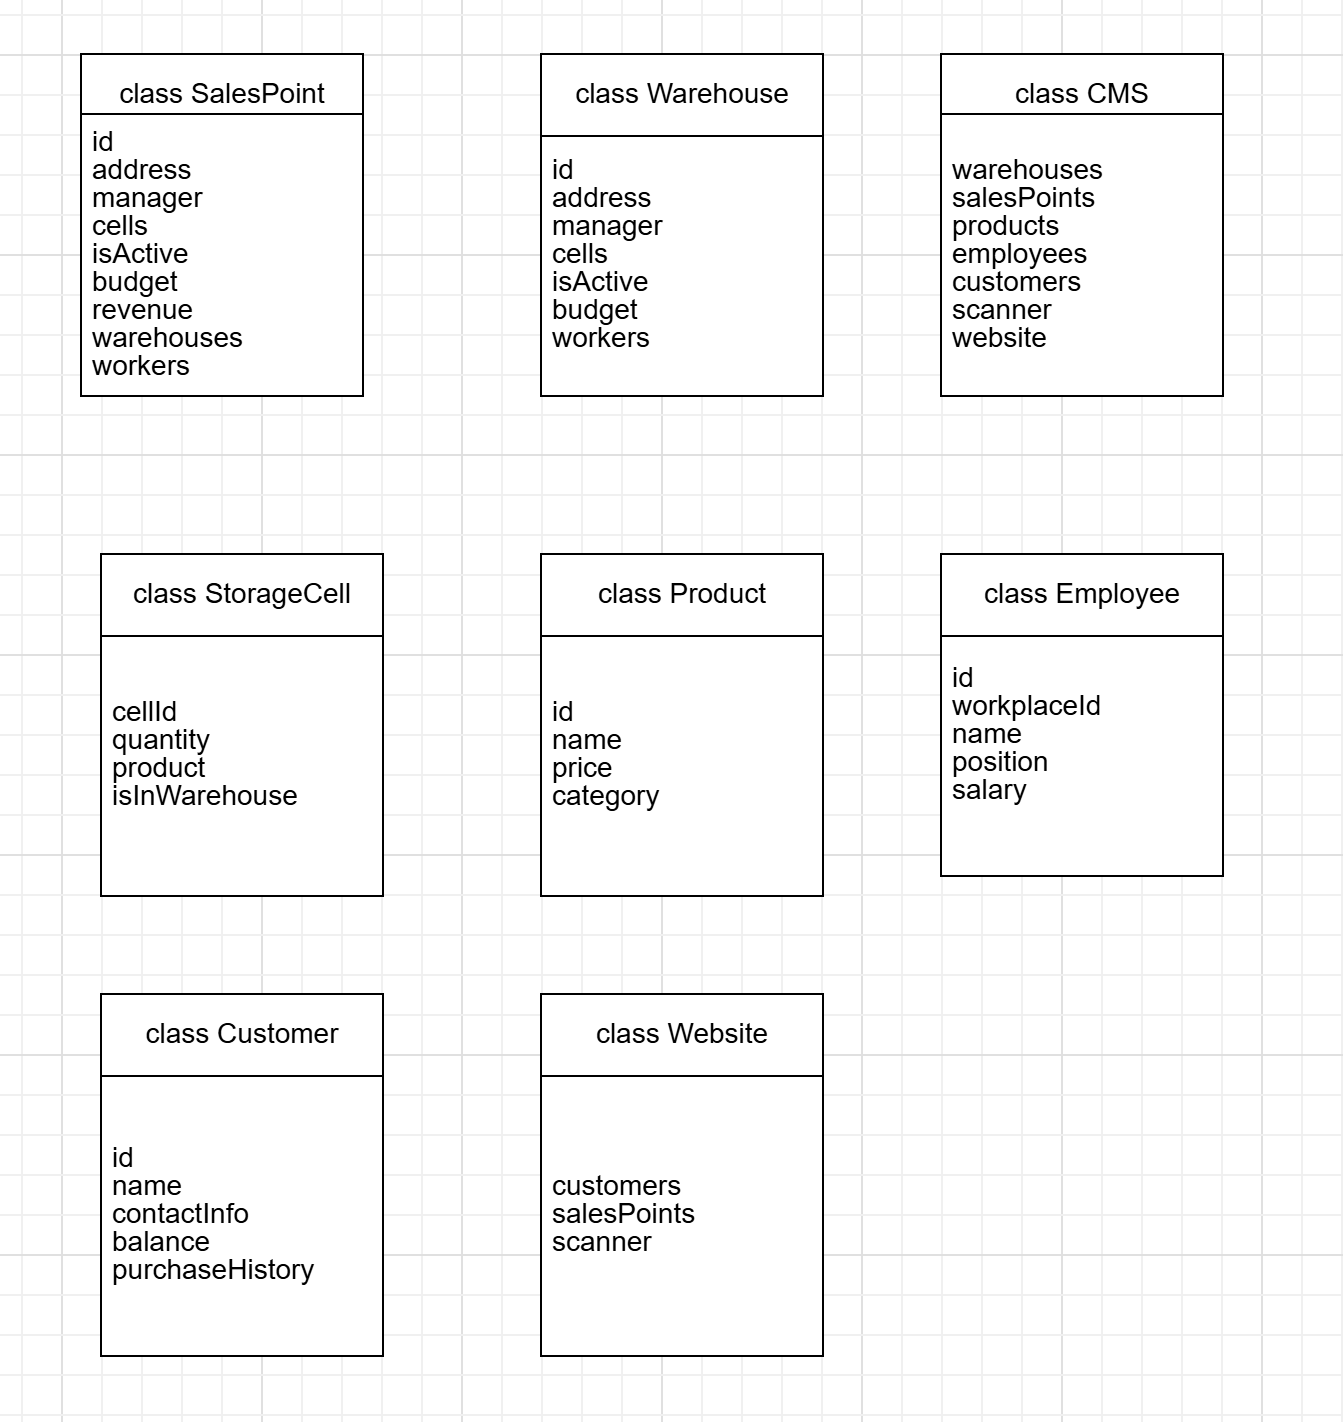 class SalesPoint
id
address
manager
cells
isActive
budget
revenue
warehouses
workers
class Warehouse
id
address
manager
cells
isActive
budget
workers
class CMS
warehouses
salesPoints
products
employees
customers
scanner
website
class StorageCell
cellId
quantity
product
isInWarehouse
class Product
id
name
price
category
class Employee
id
workplaceId
name
position
salary
class Customer
id
name
contactInfo
balance
purchaseHistory
class Website
customers
salesPoints
scanner